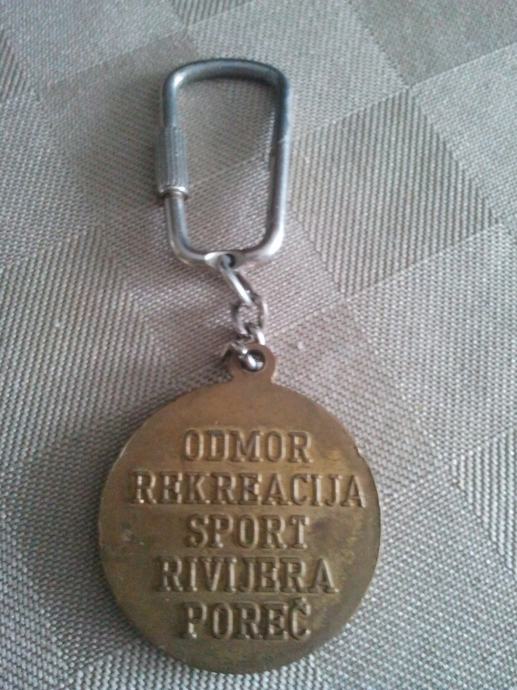 ODMOR
REKREACIJA
SPORT
RIVIJERA
POREČ